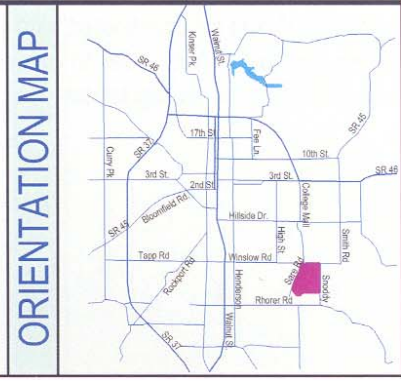 ORIENTATION MAP
SR 46
Kinser Pk.
Walnut St.
SR 45
SR 37
17th St.
Fee Ln.
10th St.
Curry Pk
3rd St.
3rd St.
SR 46
2nd St.
College Mall
Bloomfield Rd.
Hillside Dr.
SR 45
High St
Smith Rd
Tapp Rd
Winslow Rd
Sare Rd
Rockport Rd
Henderson
Snoddy
Rhorer Rd
SR 37
Walnut St